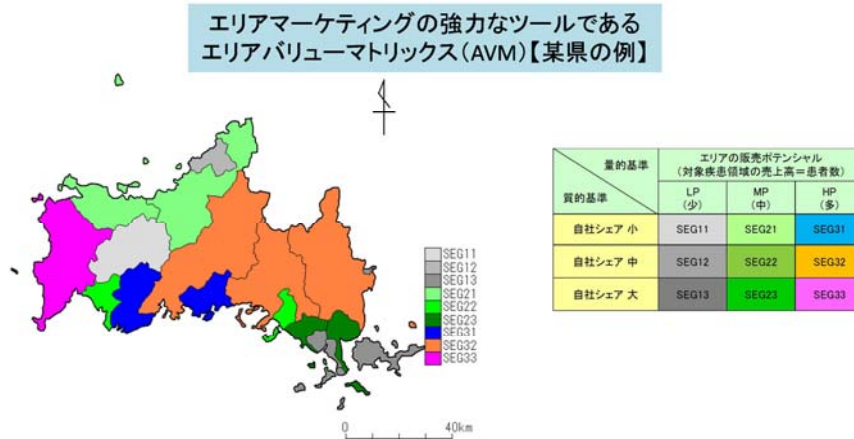 エリアマーケティングの強力なツールである
エリアバリューマトリックス(AVM)【某県の例】
SEG11
SEG12
SEG13
SEG21
SEG22
SEG23
SEG31
SEG32
SEG33
0 40km
量的基準
質的基準
エリアの販売ポテンシャル
(対象疾患領域の売上高=患者数)
LP
(少)
MP
(中)
HP
(多)
自社シェア 小 SEG11 SEG21 SEG31
自社シェア 中 SEG12 SEG22 SEG32
自社シェア 大 SEG13 SEG23 SEG33